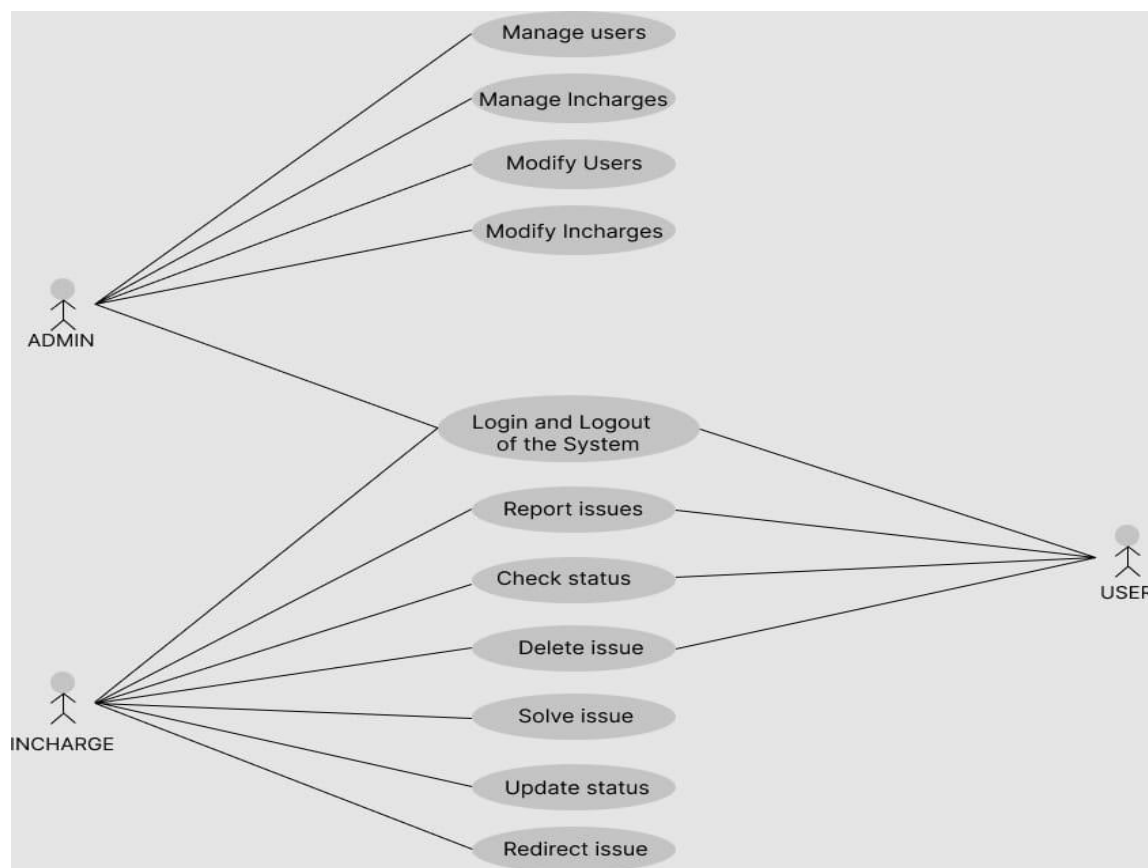 Manage users
Manage Incharges
Modify Users
Modify Incharges
ADMIN
Login and Logout
of the System
Report issues
Check status
USER
Delete issue
Solve issue
INCHARGE
Update status
Redirect issue